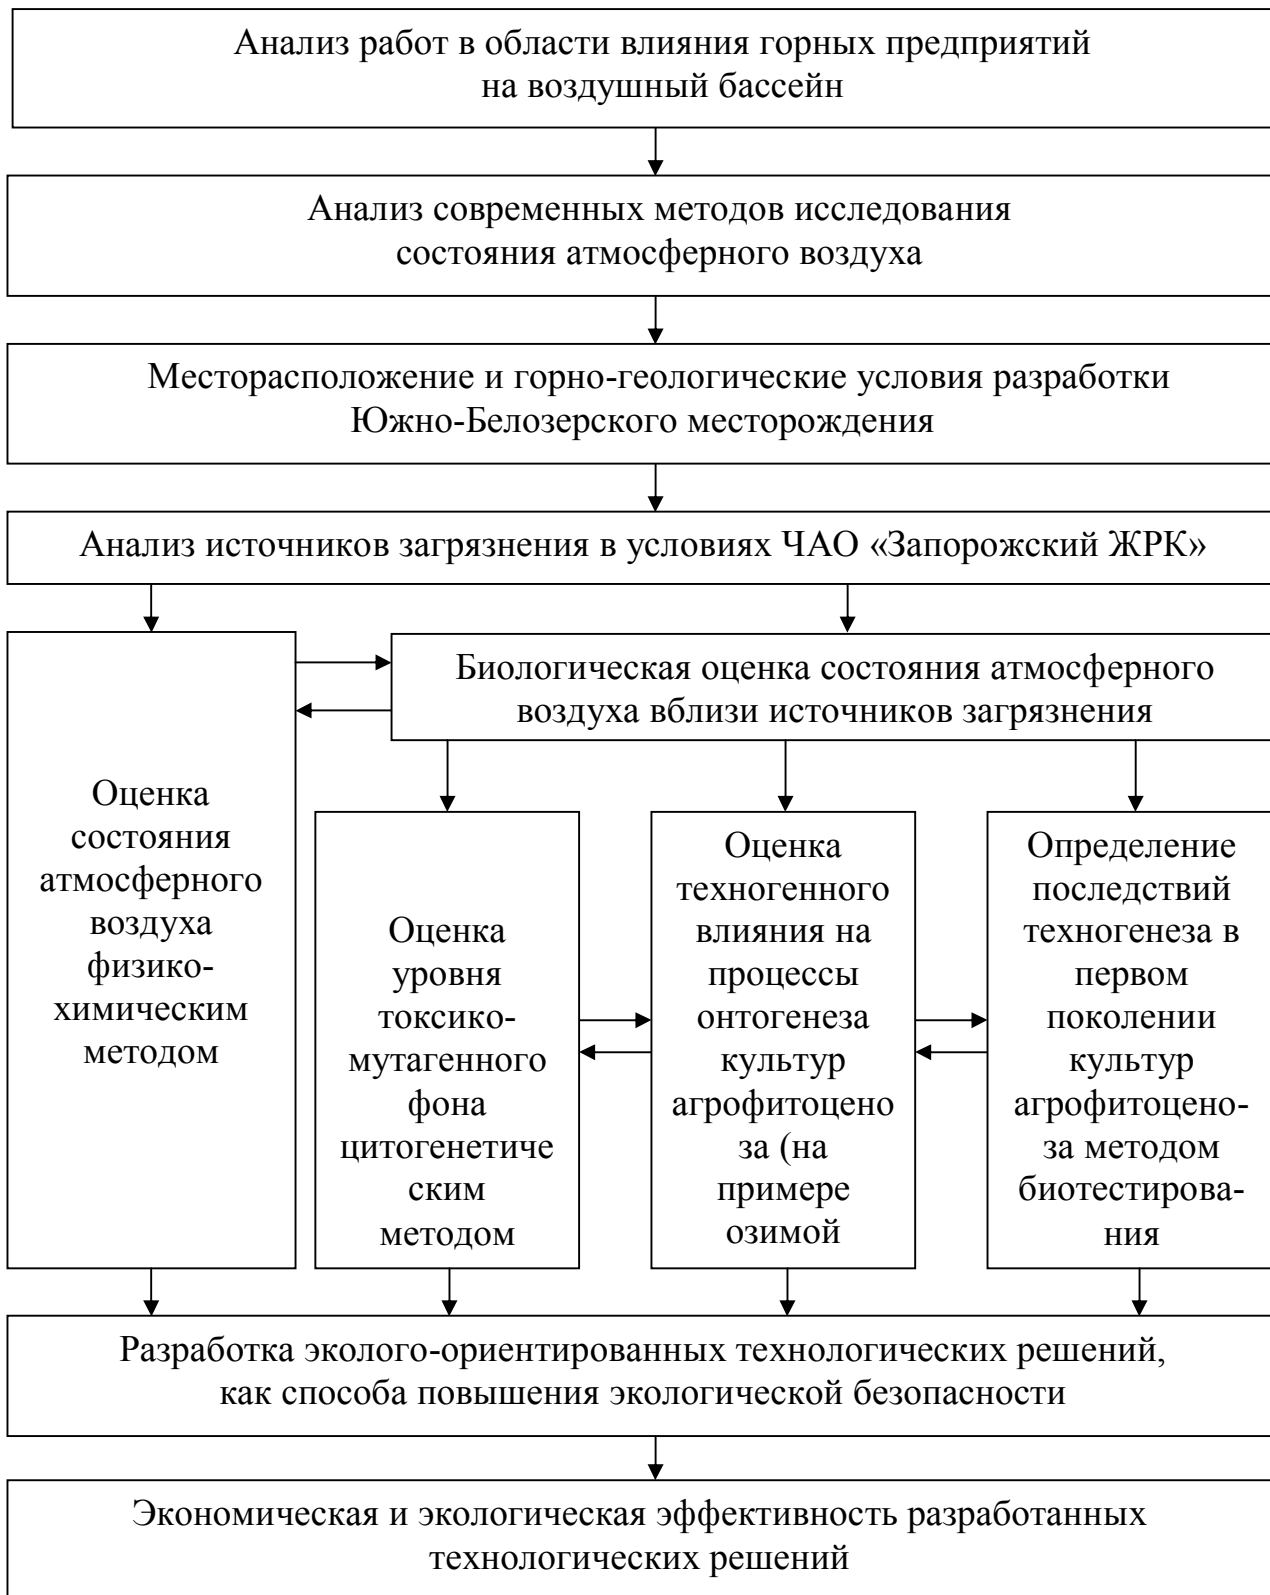 Анализ работ в области влияния горных предприятий
на воздушный бассейн
Анализ современных методов исследования
состояния атмосферного воздуха
Месторасположение и горно-геологические условия разработки
Южно-Белозерского месторождения
Анализ источников загрязнения в условиях ЧАО «Запорожский ЖРК»
Биологическая оценка состояния атмосферного
воздуха вблизи источников загрязнения
Оценка
состояния
атмосферного
воздуха
физико-
химическим
методом
Оценка
уровня
токсико-
мутагенного
фона
цитогенетиче
ским
методом
Оценка
техногенного
влияния на
процессы
онтогенеза
культур
агрофитоцено
за (на
примере
озимой
Определение
последствий
техногенеза в
первом
поколении
культур
агрофитоцено-
за методом
биотестирова-
ния
Разработка эколого-ориентированных технологических решений,
как способа повышения экологической безопасности
Экономическая и экологическая эффективность разработанных
технологических решений